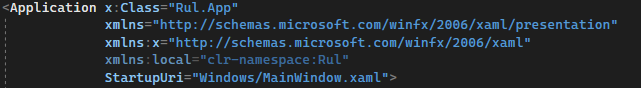 <Application x:Class="Rul.App"
xmlns="http://schemas.microsoft.com/winfx/2006/xaml/presentation"
xmlns:x="http://schemas.microsoft.com/winfx/2006/xaml"
xmlns:local="clr-namespace:Rul"
StartupUri="Windows/MainWindow.xaml">